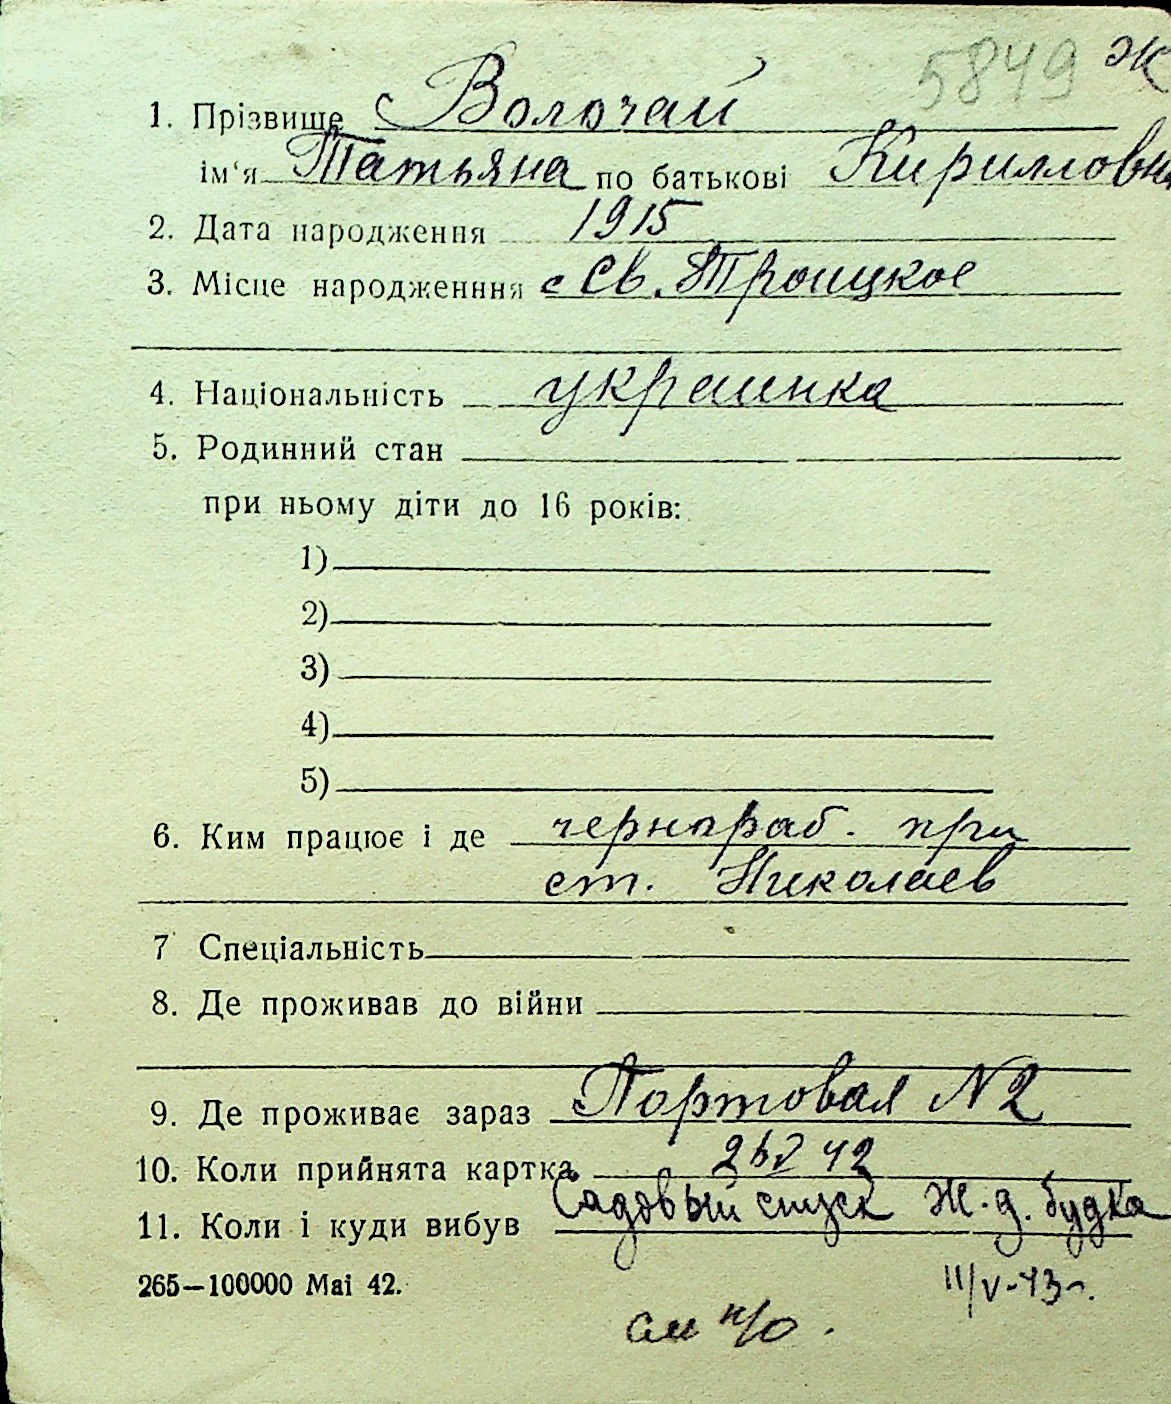 5849 Ж
1. Прізвище Волочай
ім'я Татьяна по батькові Кирилловн
2. Дата народження 1915
3. Місце народженння с Св. Троицкое
4. Національність украинка
5. Родинний стан
при ньому діти до 16 років:
1)
2)
3)
4)
5)
6. Ким працює і де чернораб. при
ст. Николаев
7 Спеціальність
8. Де проживав до війни
9. Де проживає зараз Портовая N 2
10. Коли прийнята картка 42
Садовый спуск Ж.д. будка
11. Коли і куди вибув
265—100000 Mai 42. 11/V-43г.
см н/о.